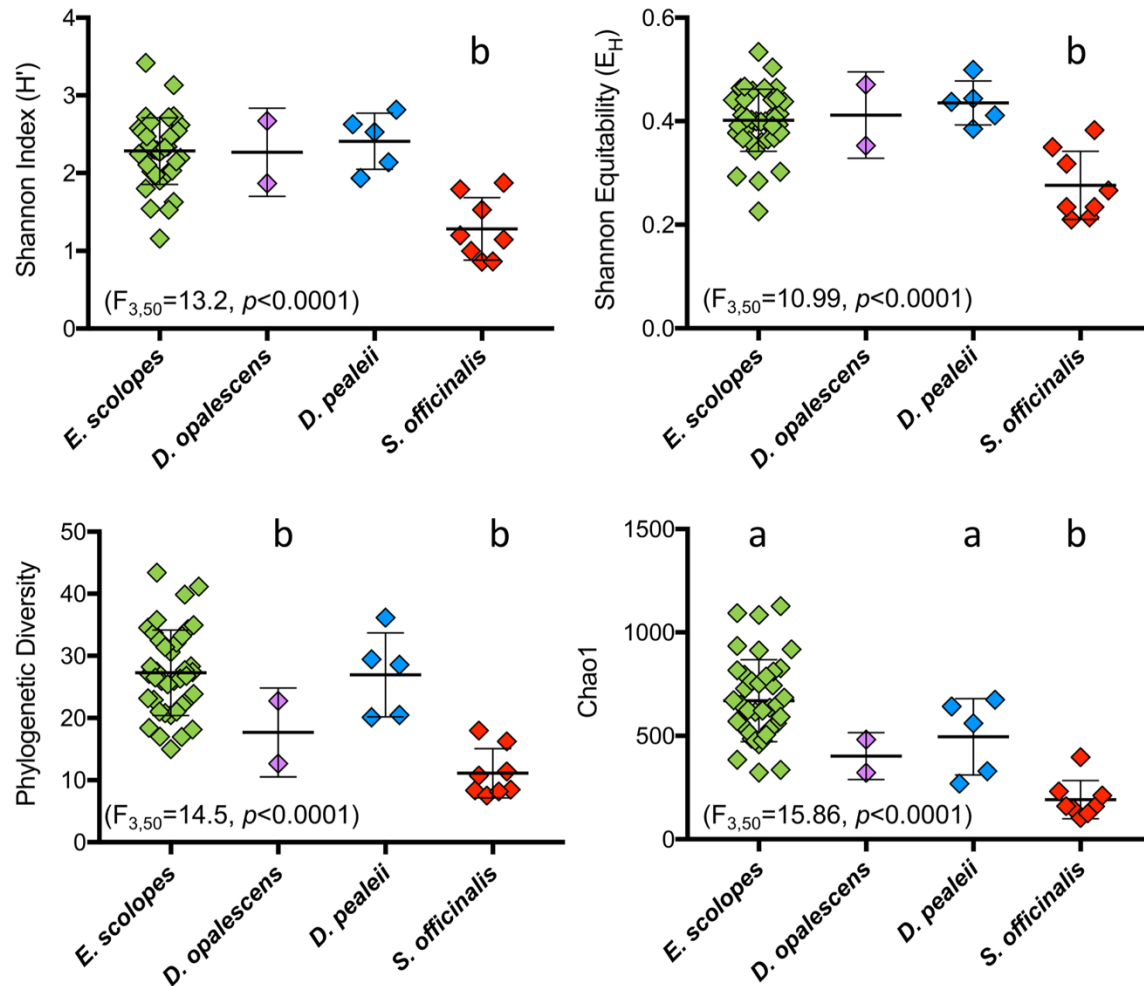 Shannon Index (H')
4
3
2
1
0
b
(F3,50=13.2, p<0.0001)
E. scolopes
D. opalescens
D. pealeii
S. officinalis
Shannon Equitability (EH)
0.6
0.4
0.2
0.0
b
(F3,50=10.99, p<0.0001)
E. scolopes
D. opalescens
D. pealeii
S. officinalis
Phylogenetic Diversity
50
40
30
20
10
0
b b
(F3,50=14.5, p<0.0001)
E. scolopes
D. opalescens
D. pealeii
S. officinalis
Chao1
1500
1000
500
0
a a b
(F3,50=15.86, p<0.0001)
E. scolopes
D. opalescens
D. pealeii
S. officinalis